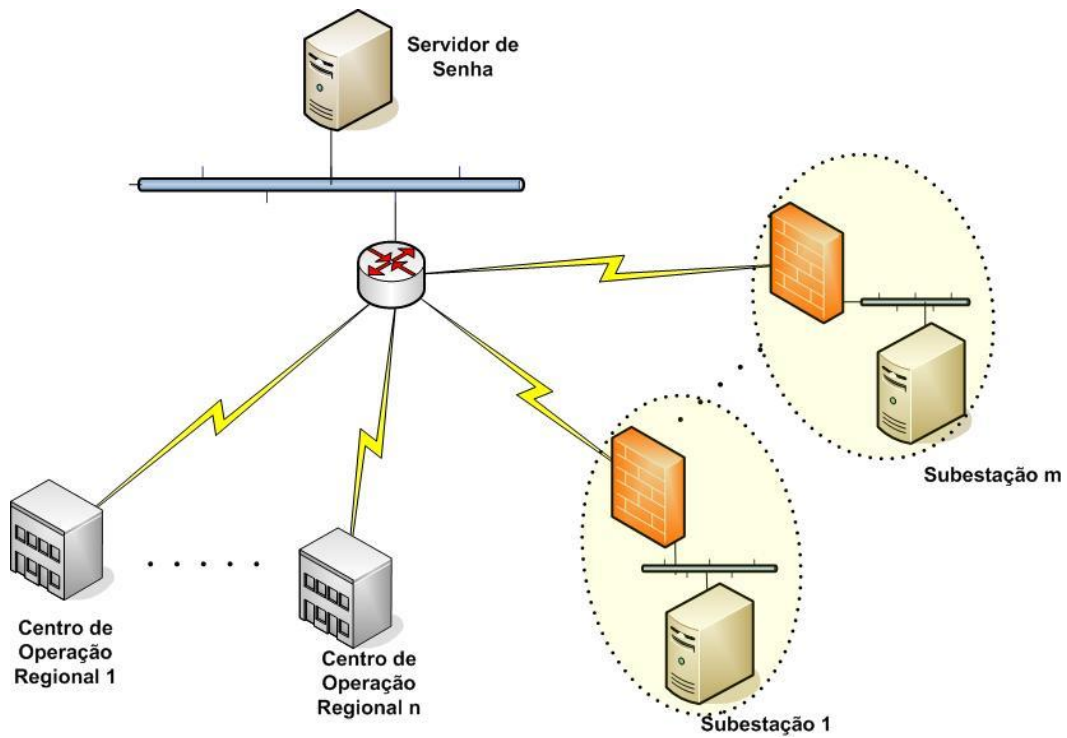 Servidor de
Senha
Subestação m
Centro de
Operação
Regional 1
Centro de
Operação
Regional n
Subestação 1